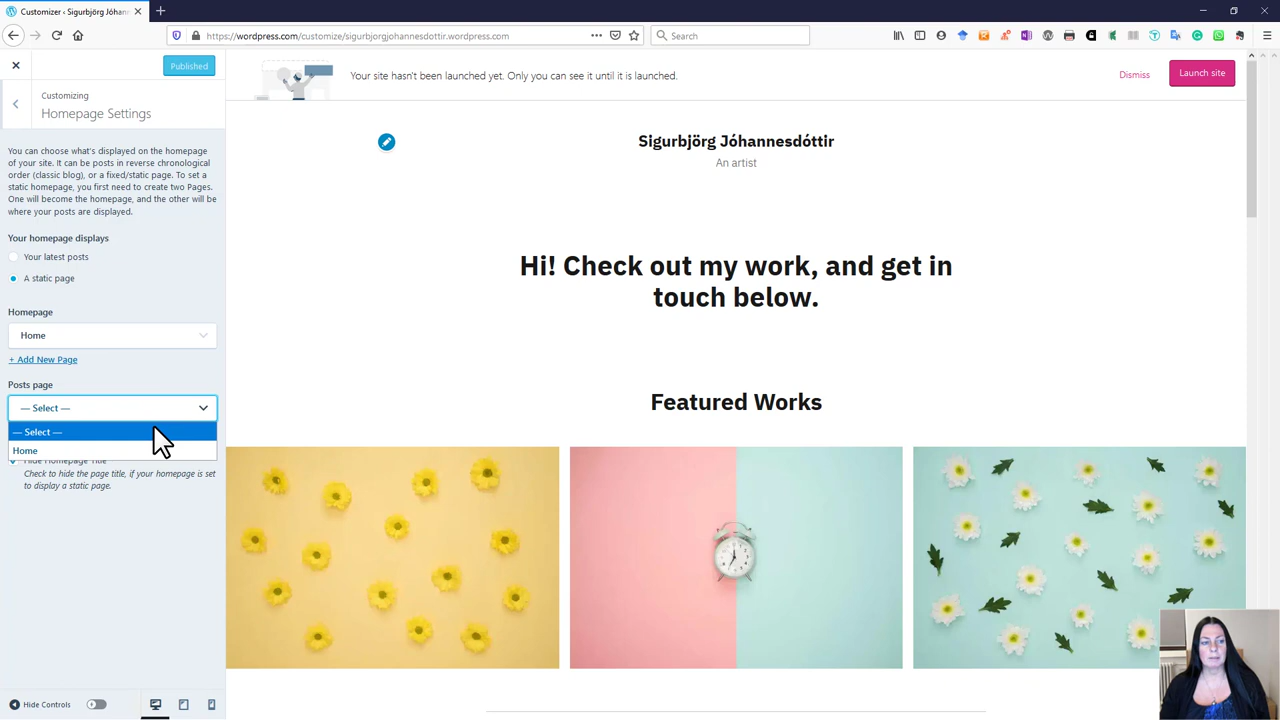 Customizer ‹ Sigurbjörg Jóhann
https://wordpress.com/customize/sigurbjorgjohannesdottir.wordpress.com
Search
Published
Customizing
Homepage Settings
You can choose what's displayed on the homepage
of your site. It can be posts in reverse chronological
order (classic blog), or a fixed/static page. To set a
static homepage, you first need to create two Pages.
One will become the homepage, and the other will be
where your posts are displayed.
Your homepage displays
Your latest posts
A static page
Homepage
Home
+ Add New Page
Posts page
— Select —
— Select —
Home
Hide Homepage Title
Check to hide the page title, if your homepage is set
to display a static page.
Hide Controls
Your site hasn't been launched yet. Only you can see it until it is launched.
Dismiss
Launch site
Sigurbjörg Jóhannesdóttir
An artist
Hi! Check out my work, and get in
touch below.
Featured Works